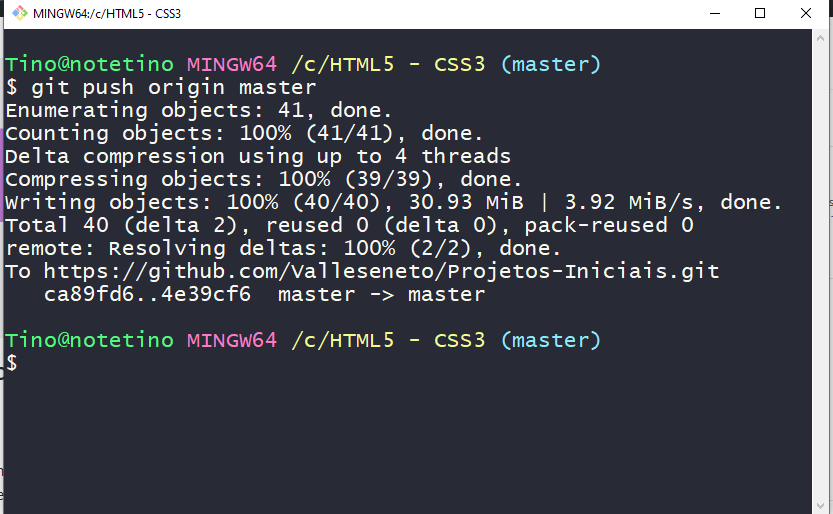 MINGW64:/c/HTML5 - CSS3
Tino@notetino MINGW64 /c/HTML5 - CSS3 (master)
$ git push origin master
Enumerating objects: 41, done.
Counting objects: 100% (41/41), done.
Delta compression using up to 4 threads
Compressing objects: 100% (39/39), done.
Writing objects: 100% (40/40), 30.93 MiB | 3.92 MiB/s, done.
Total 40 (delta 2), reused 0 (delta 0), pack-reused 0
remote: Resolving deltas: 100% (2/2), done.
To https://github.com/Valleseneto/Projetos-Iniciais.git
   ca89fd6..4e39cf6  master -> master
Tino@notetino MINGW64 /c/HTML5 - CSS3 (master)
$